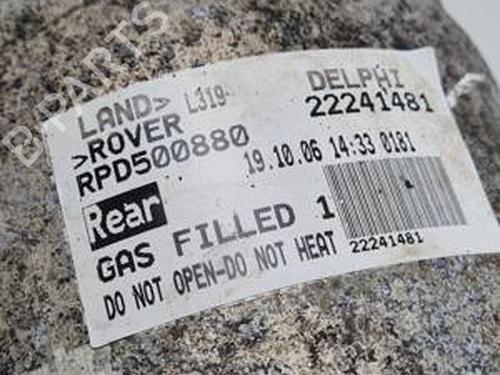 LAND> L319
>ROVER
RPD500880
DELPHI
22241481
19.10.06 14:33 0181
Rear
GAS FILLED 1
DO NOT OPEN-DO NOT HEAT
22241481
B PARTS